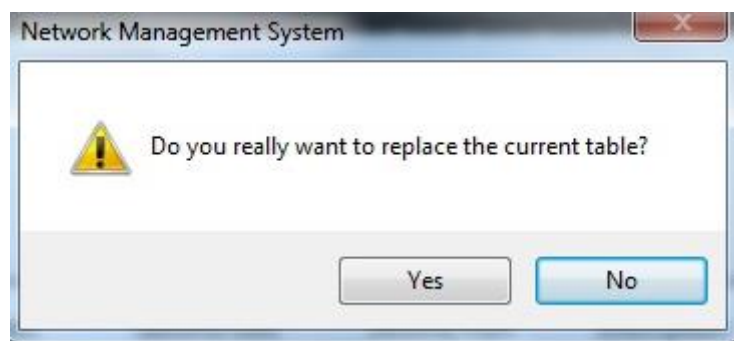 Network Management System
Do you really want to replace the current table?
Yes No